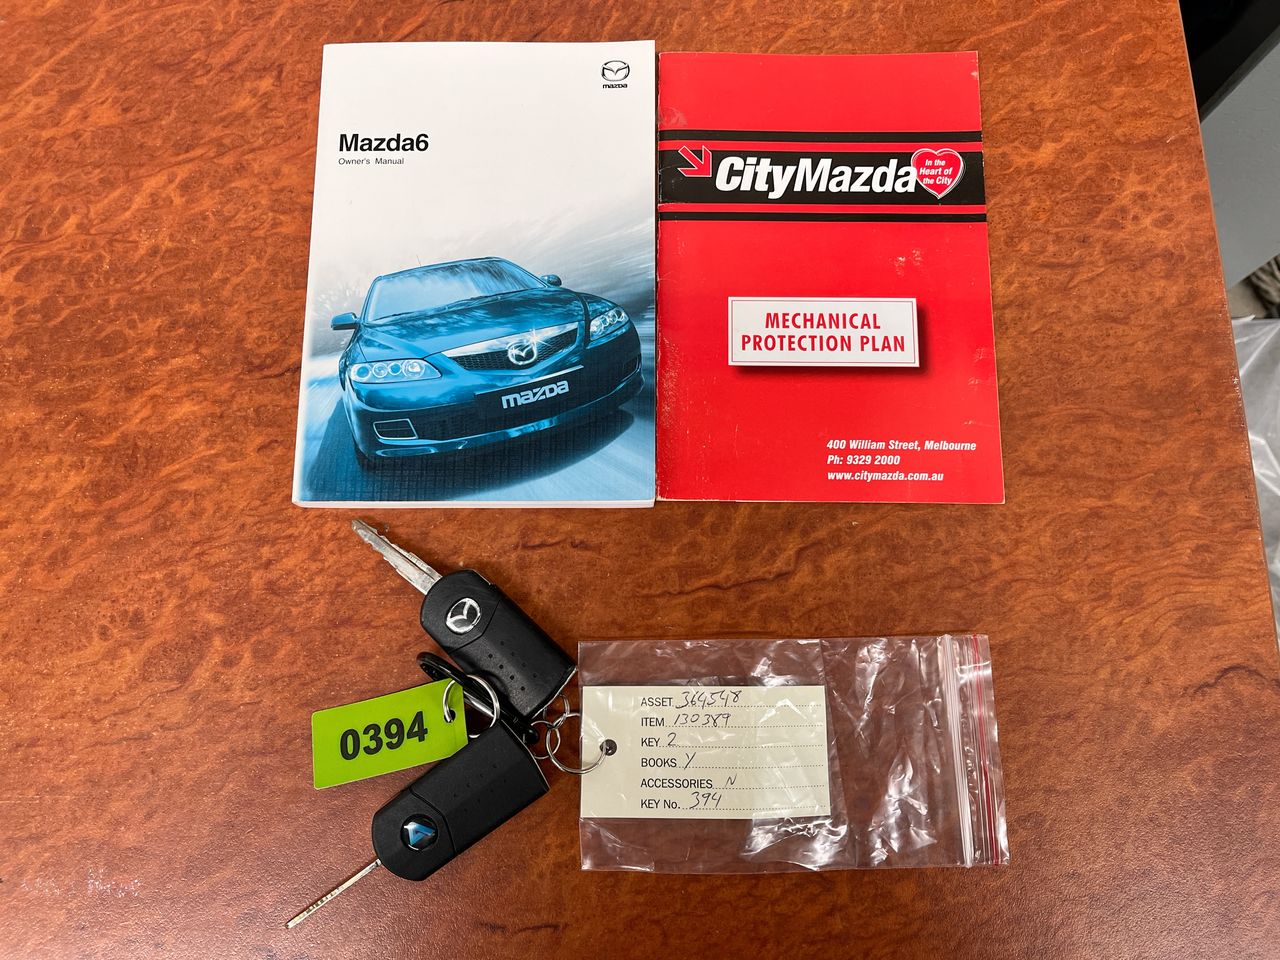 mazda
Mazda6
Owner's Manual
mazda
CityMazda
In the
Heart of
the City
MECHANICAL
PROTECTION PLAN
400 William Street, Melbourne
Ph: 9329 2000
www.citymazda.com.au
0394
ASSET 364548
ITEM 130389
KEY 2
BOOKS Y
ACCESSORIES N
KEY No. 394